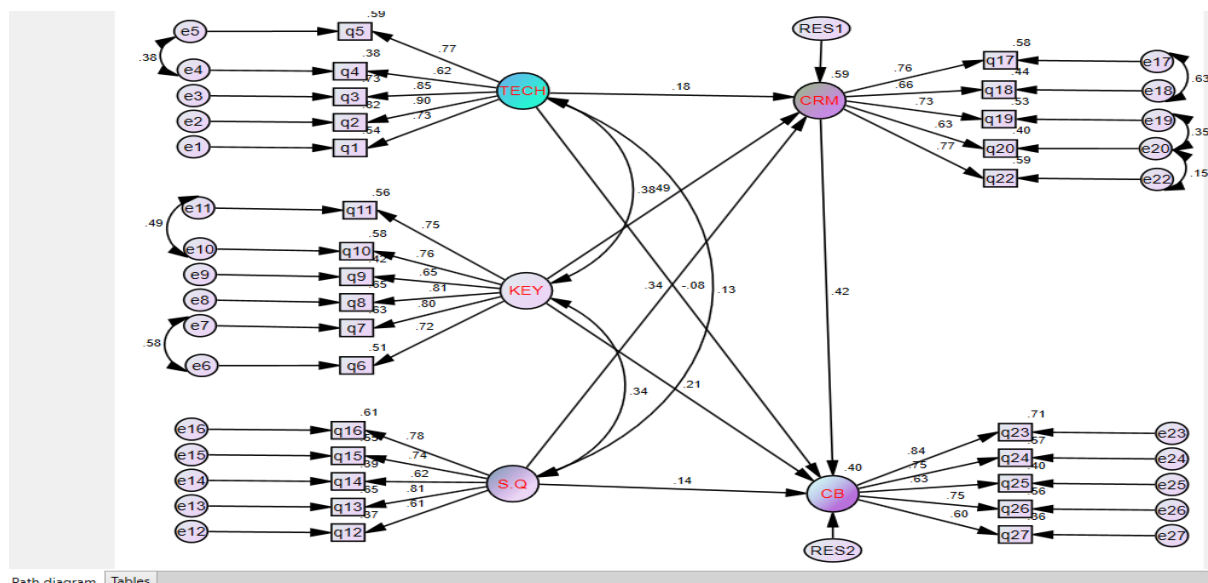 .59
e5 q5 .77
.38
.38
e4 q4 .62
.73
e3 q3 .85 TECH
.82
e2 q2 .90
.54
e1 q1 .73
RES1
.18
.59
CRM
.58
.76 q17 e17
.44 .63
.66 q18 e18
.53
.73 q19 e19
.40 .35
.63 q20 e20
.59 .15
.77 q22 e22
.56
e11 q11 .75
.49
.58
e10 q10 .76
.42
e9 q9 .65 KEY
.65
e8 q8 .81
.63
e7 q7 .80
.58
.51
e6 q6 .72
.38 .49
.34 -.08 .13
.42
.34 .21
.61
e16 q16 .78
.55
e15 q15 .74
.39
e14 q14 .62 S.Q
.65
e13 q13 .81
.37
e12 q12 .61
.14
.40
CB
RES2
.71
.84 q23 e23
.57
.75 q24 e24
.40
.63 q25 e25
.56
.75 q26 e26
.36
.60 q27 e27
Path diagram Tables